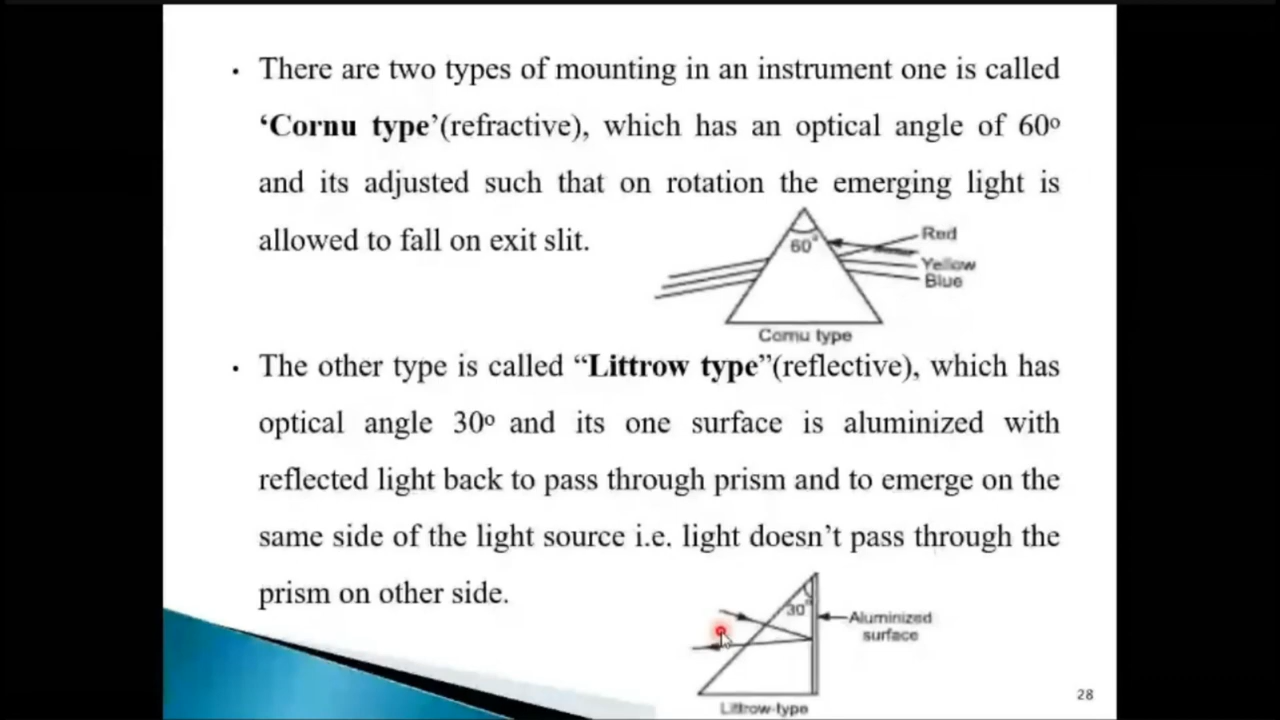 • There are two types of mounting in an instrument one is called
‘Cornu type’(refractive), which has an optical angle of 60º
and its adjusted such that on rotation the emerging light is
allowed to fall on exit slit.
60°
Red
Yellow
Blue
Cornu type
• The other type is called “Littrow type”(reflective), which has
optical angle 30º and its one surface is aluminized with
reflected light back to pass through prism and to emerge on the
same side of the light source i.e. light doesn’t pass through the
prism on other side.
30°
Aluminized
surface
Littrow-type
28